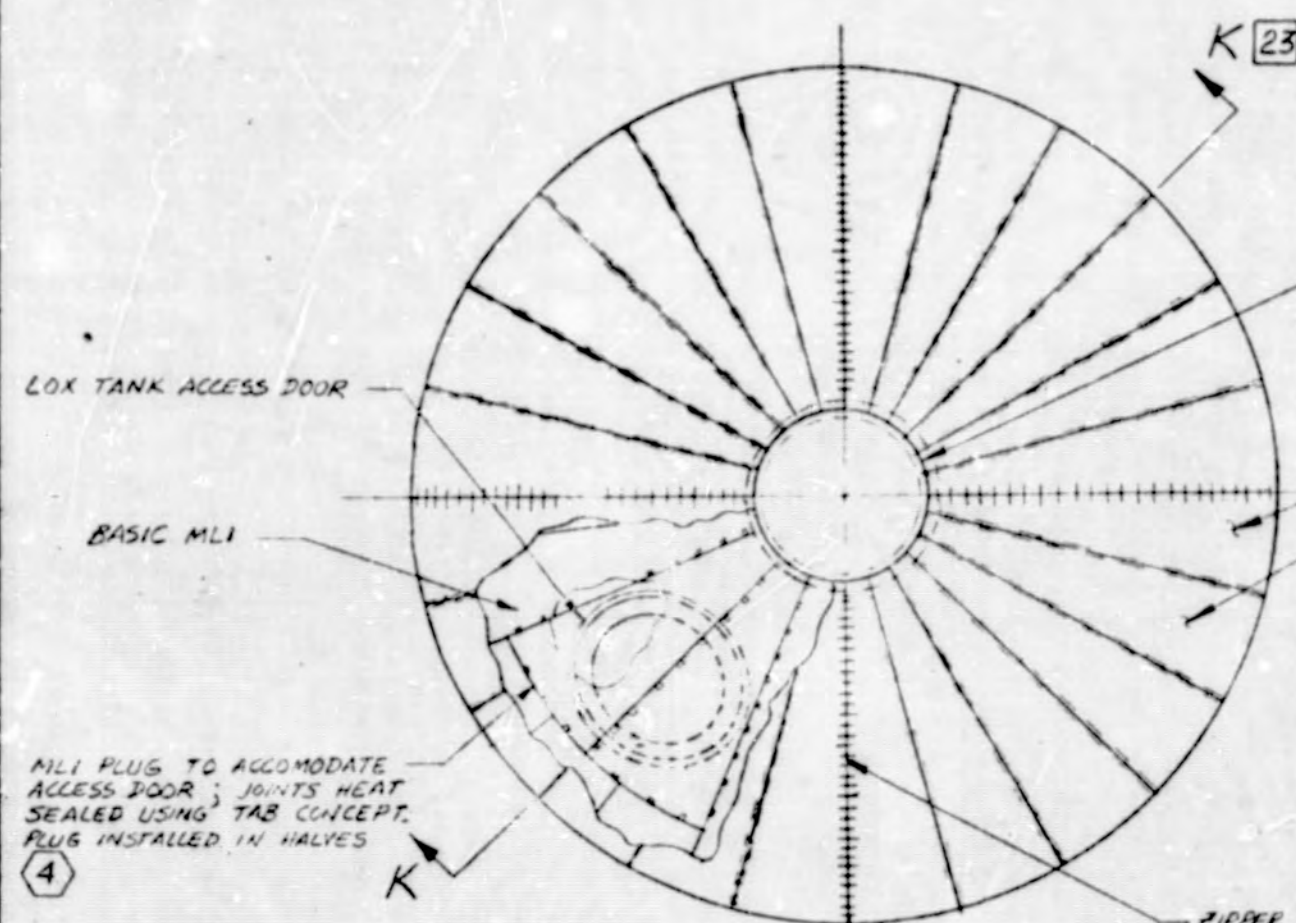 K 23
LOX TANK ACCESS DOOR
BASIC MLI
MLI PLUG TO ACCOMODATE
ACCESS DOOR ; JOINTS HEAT
SEALED USING TAB CONCEPT.
PLUG INSTALLED IN HALVES
4
K
ZIPPER